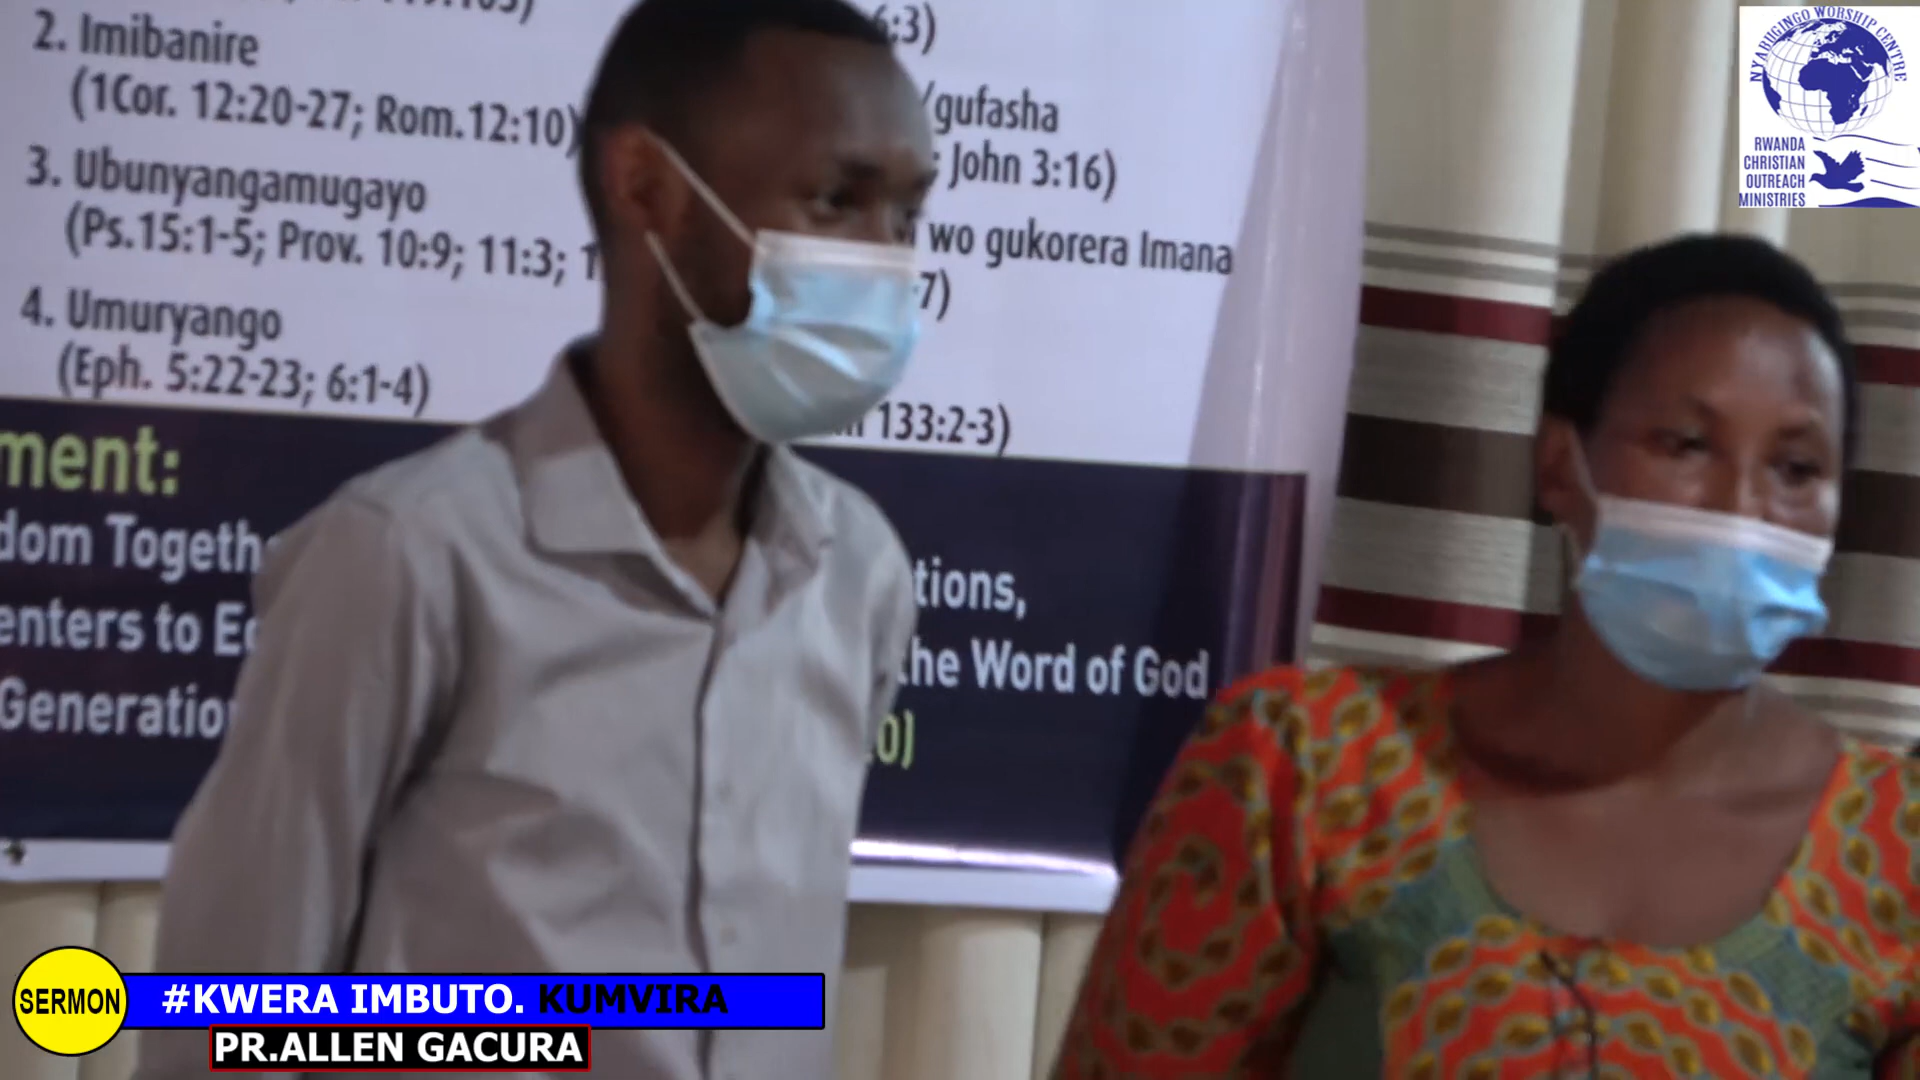 2. Imibanire
(1Cor. 12:20-27; Rom.12:10)
3. Ubunyangamugayo
(Ps.15:1-5; Prov. 10:9; 11:3;
4. Umuryango
(Eph. 5:22-23; 6:1-4)
6:3)
/gufasha
; John 3:16)
wo gukorera Imana
-7)
133:2-3)
ment:
dom Togeth
tions,
enters to
the Word of God
Generatio
0)
NYABUGINGO WORSHIP CENTRE
RWANDA
CHRISTIAN
OUTREACH
MINISTRIES
SERMON
#KWERA IMBUTO. KUMVIRA
PR.ALLEN GACURA